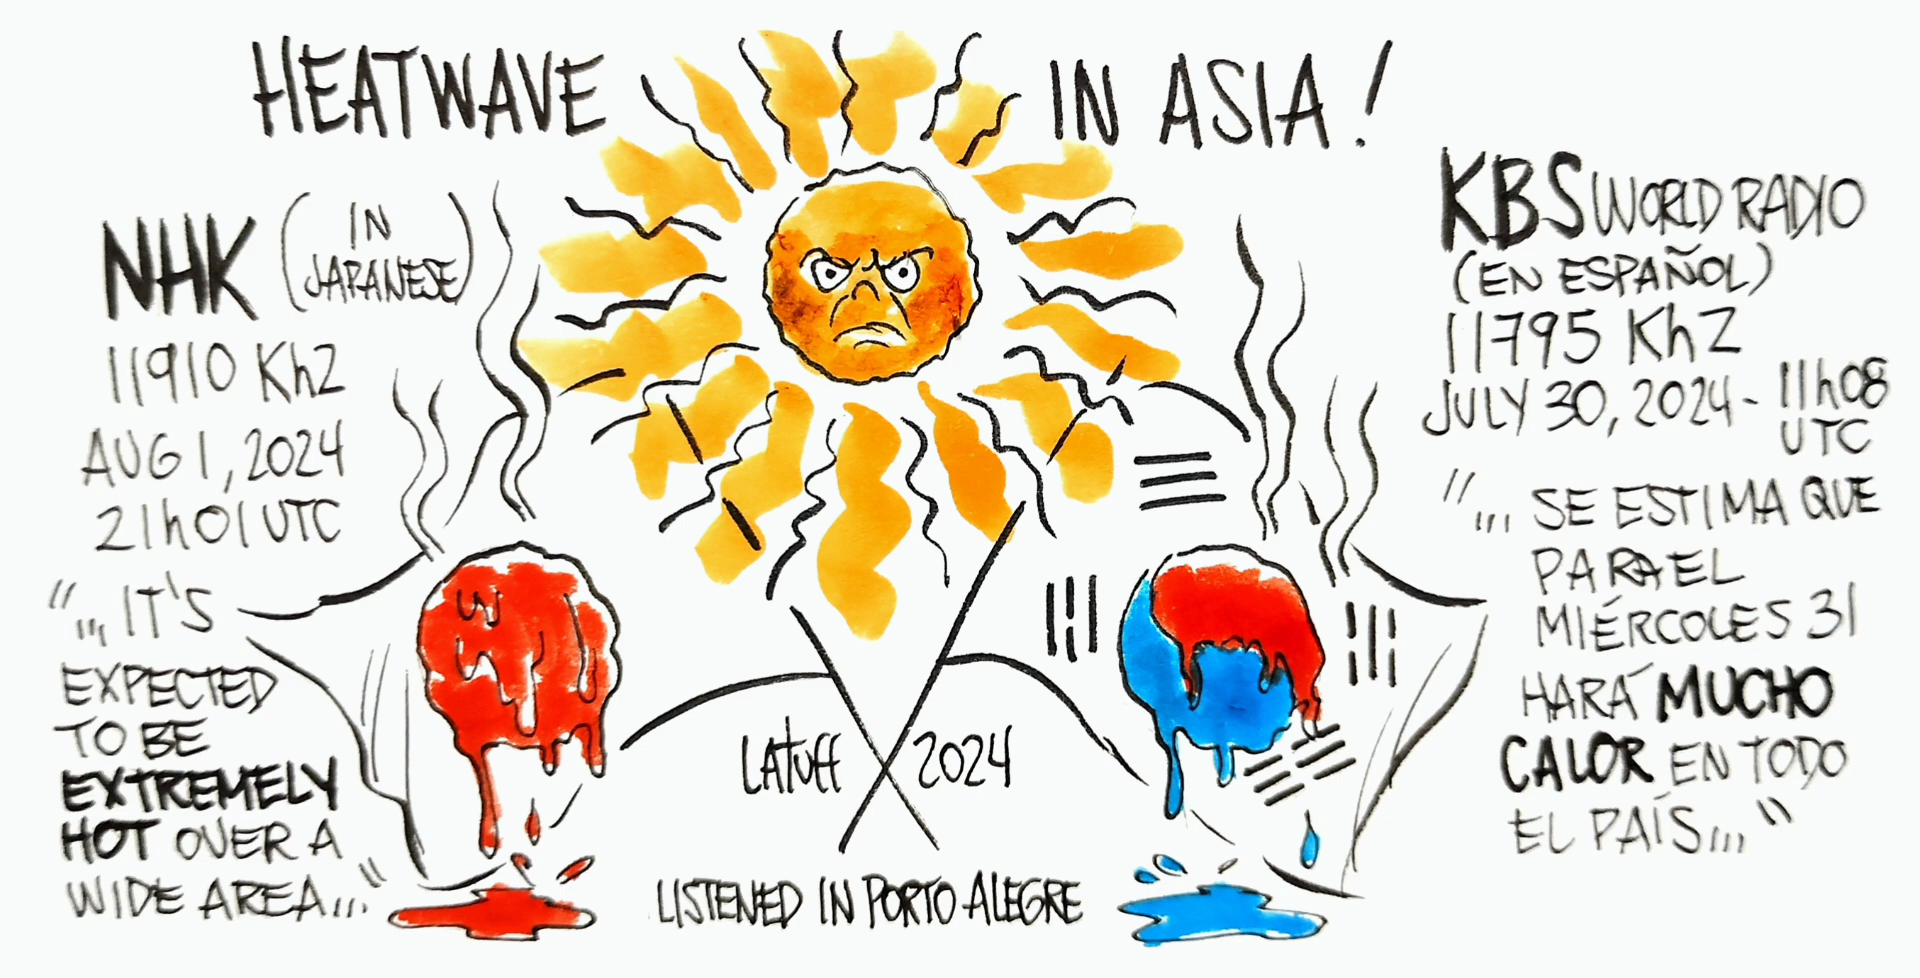 HEATWAVE IN ASIA!
NHK (IN JAPANESE)
11910 KhZ
AUG 1, 2024
21h01 UTC
"... IT'S
EXPECTED
TO BE
EXTREMELY
HOT OVER A
WIDE AREA..."
KBS WORLD RADIO
(EN ESPAÑOL)
11795 KhZ
JULY 30, 2024 - 11h08
UTC
"... SE ESTIMA QUE
PARA EL
MIÉRCOLES 31
HARÁ MUCHO
CALOR EN TODO
EL PAÍS..."
LATUFF 2024
LISTENED IN PORTO ALEGRE